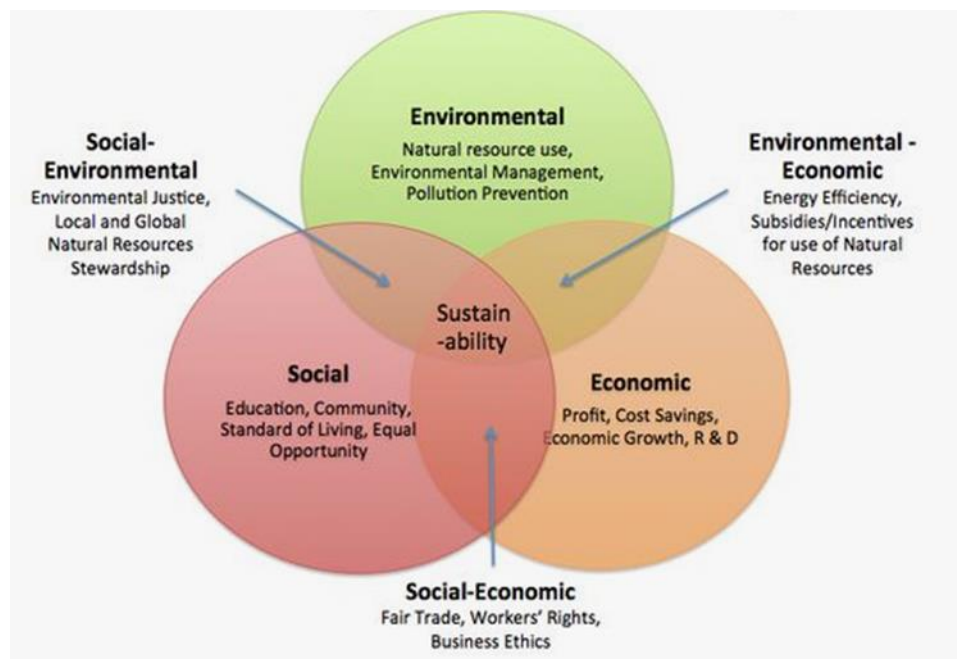 Environmental
Natural resource use,
Environmental Management,
Pollution Prevention
Social-
Environmental
Environmental Justice,
Local and Global
Natural Resources
Stewardship
Environmental -
Economic
Energy Efficiency,
Subsidies/Incentives
for use of Natural
Resources
Sustain
-ability
Social
Education, Community,
Standard of Living, Equal
Opportunity
Economic
Profit, Cost Savings,
Economic Growth, R & D
Social-Economic
Fair Trade, Workers’ Rights,
Business Ethics